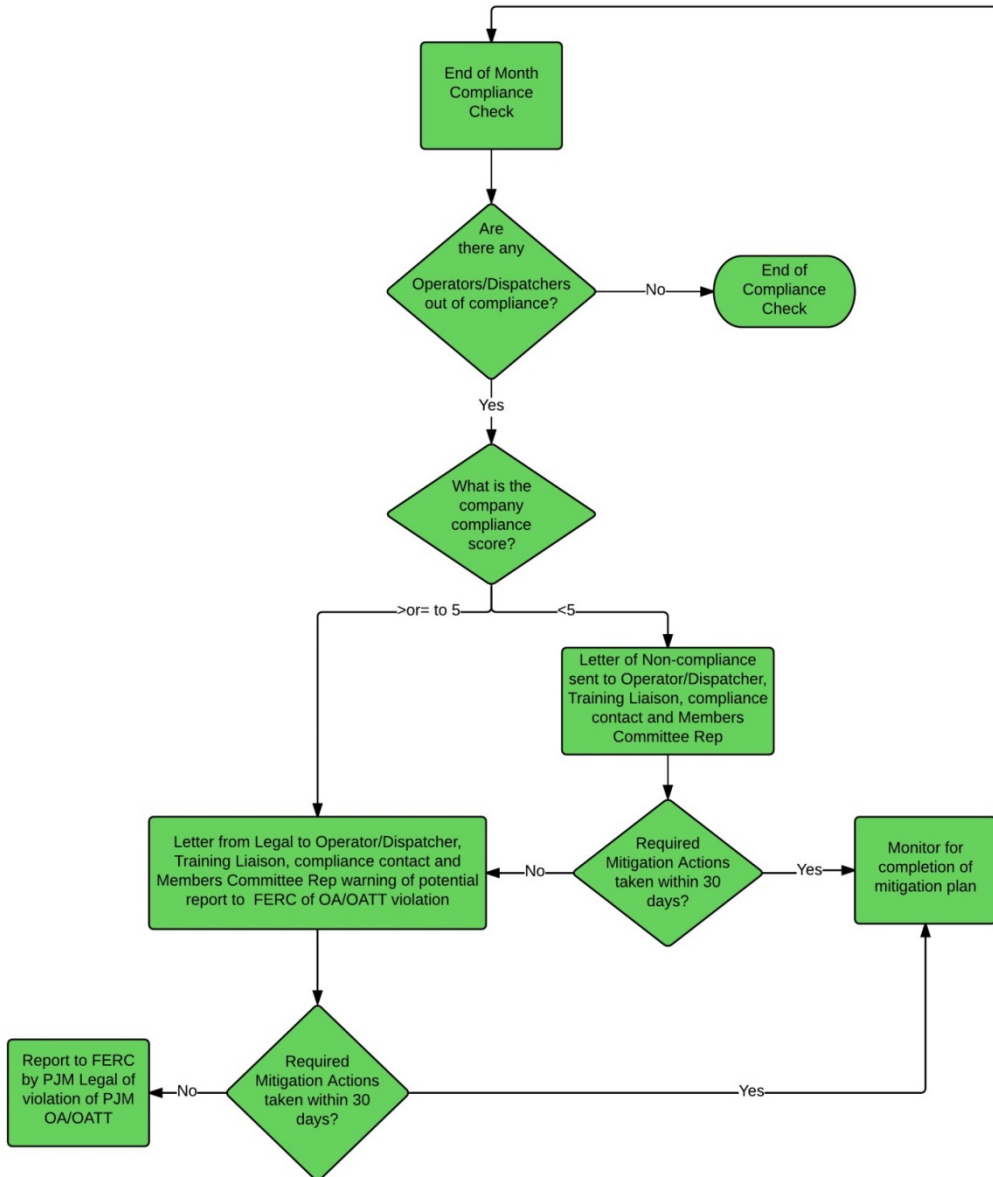 End of Month
Compliance
Check
Are
there any
Operators/Dispatchers
out of compliance?
No
End of
Compliance
Check
Yes
What is the
company
compliance
score?
>or= to 5
<5
Letter of Non-compliance
sent to Operator/Dispatcher,
Training Liaison, compliance
contact and Members
Committee Rep
Letter from Legal to Operator/Dispatcher,
Training Liaison, compliance contact and
Members Committee Rep warning of potential
report to FERC of OA/OATT violation
No
Required
Mitigation Actions
taken within 30
days?
Yes
Monitor for
completion of
mitigation plan
Report to FERC
by PJM Legal of
violation of PJM
OA/OATT
No
Required
Mitigation Actions
taken within 30
days?
Yes